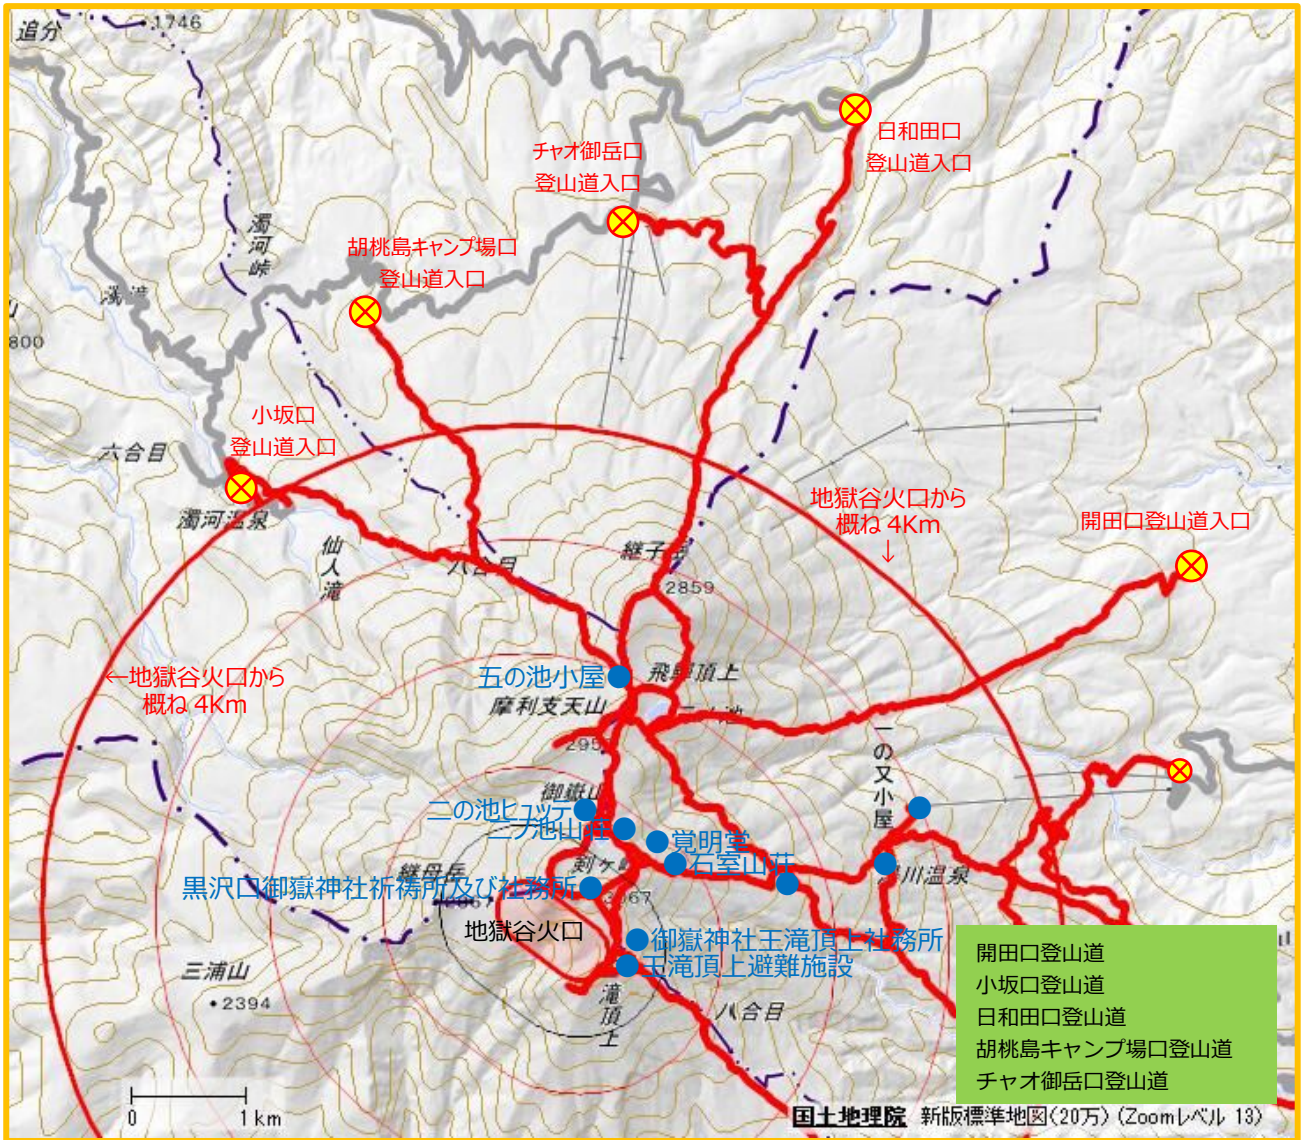 追分
1746
日和田口
登山道入口
チャオ御岳口
登山道入口
濁河峠
胡桃島キャンプ場口
登山道入口
800
小坂口
登山道入口
六合目
濁河温泉
仙人滝
八合目
地獄谷火口から
概ね 4Km
↓
開田口登山道入口
継子岳
2859
←地獄谷火口から
概ね 4Km
五の池小屋
飛騨頂上
摩利支天山
295
一の又小屋
御嶽山
二の池ヒュッテ
二ノ池山荘
覚明堂
剣ヶ
石室山荘
継母岳
黒沢口御嶽神社祈祷所及び社務所
3067
川温泉
地獄谷火口
御嶽神社王滝頂上社務所
玉滝頂上避難施設
三浦山
2394
滝頂上
八合目
開田口登山道
小坂口登山道
日和田口登山道
胡桃島キャンプ場口登山道
チャオ御岳口登山道
0 1km
国土地理院 新版標準地図(20万) (Zoomレベル 13)